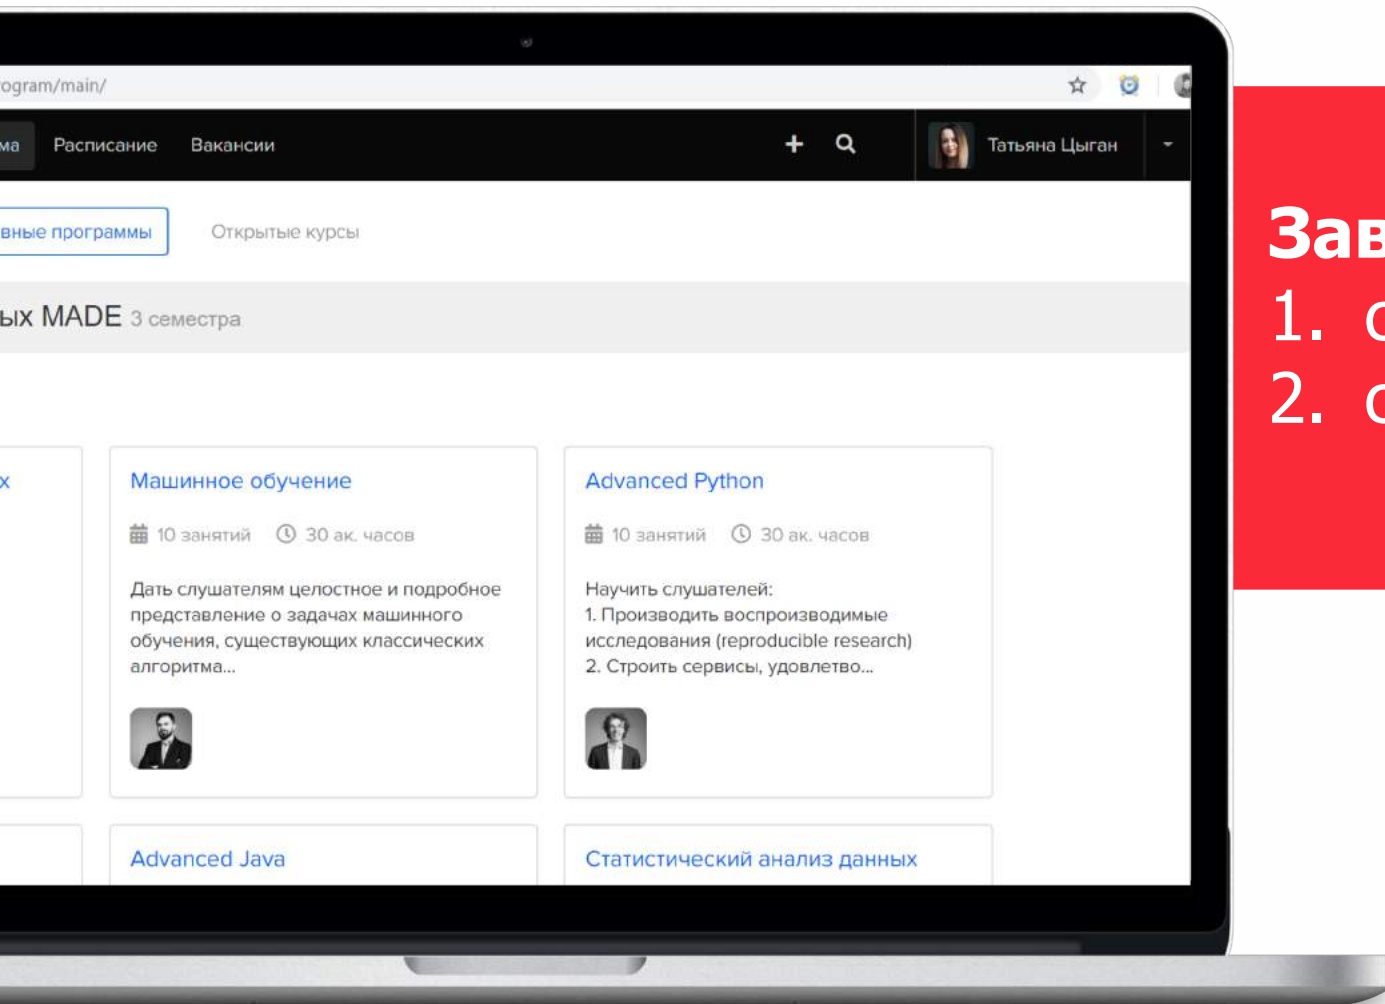 ogram/main/
ма Расписание Вакансии Татьяна Цыган
вные программы Открытые курсы
ых MADE 3 семестра
х
Машинное обучение
10 занятий 30 ак. часов
Дать слушателям целостное и подробное
представление о задачах машинного
обучения, существующих классических
алгоритма...
Advanced Python
10 занятий 30 ак. часов
Научить слушателей:
1. Производить воспроизводимые
исследования (reproducible research)
2. Строить сервисы, удовлетво...
Advanced Java
Статистический анализ данных
Зав
1. с
2. с